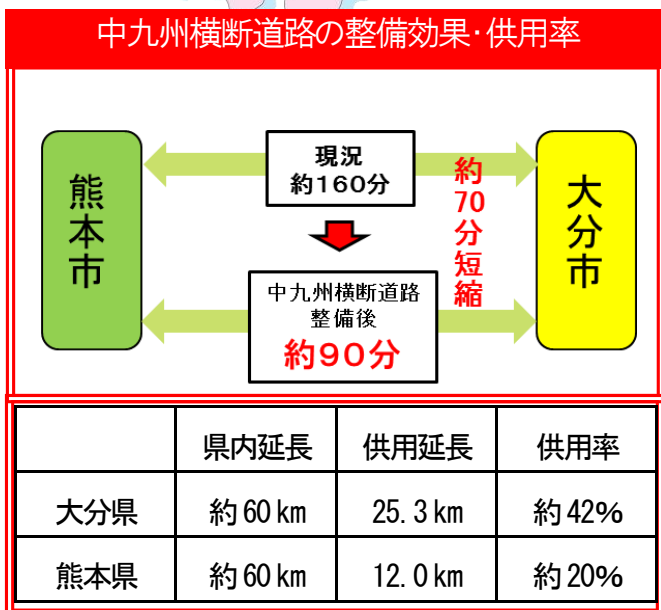 中九州横断道路の整備効果・供用率
熊本市
現況
約160分
約70分短縮
大分市
中九州横断道路
整備後
約90分
県内延長 供用延長 供用率
大分県 約60km 25.3km 約42%
熊本県 約60km 12.0km 約20%